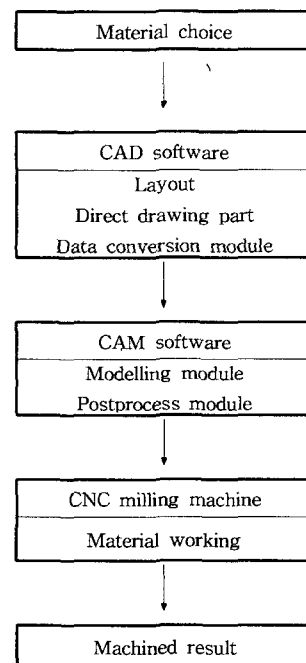 Material choice
CAD software
Layout
Direct drawing part
Data conversion module
CAM software
Modelling module
Postprocess module
CNC milling machine
Material working
Machined result